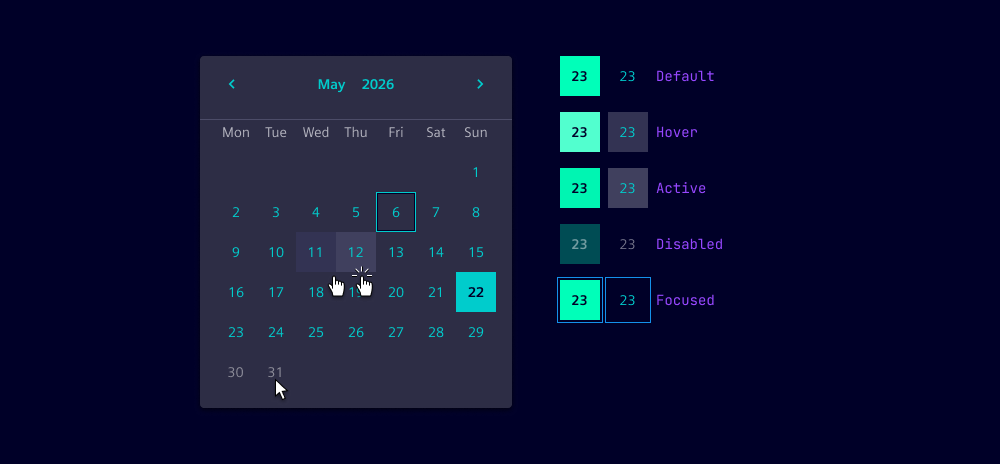 May 2026
Mon Tue Wed Thu Fri Sat Sun
1
2 3 4 5 6 7 8
9 10 11 12 13 14 15
16 17 18 19 20 21 22
23 24 25 26 27 28 29
30 31
23 23 Default
23 23 Hover
23 23 Active
23 23 Disabled
23 23 Focused